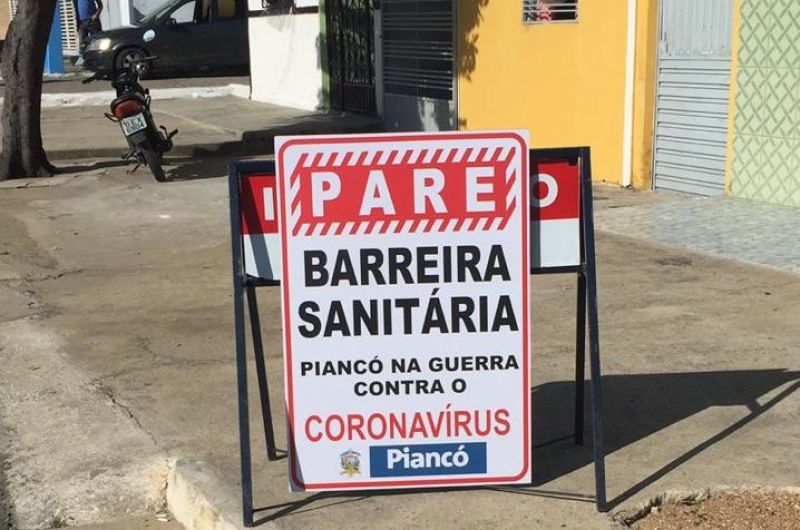 PARE
BARREIRA
SANITÁRIA
PIANCÓ NA GUERRA
CONTRA O
CORONAVÍRUS
Piancó